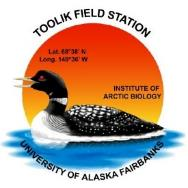 TOOLIK FIELD STATION
Lat. 68°38' N
Long. 149°36' W
INSTITUTE OF
ARCTIC BIOLOGY
UNIVERSITY OF ALASKA FAIRBANKS